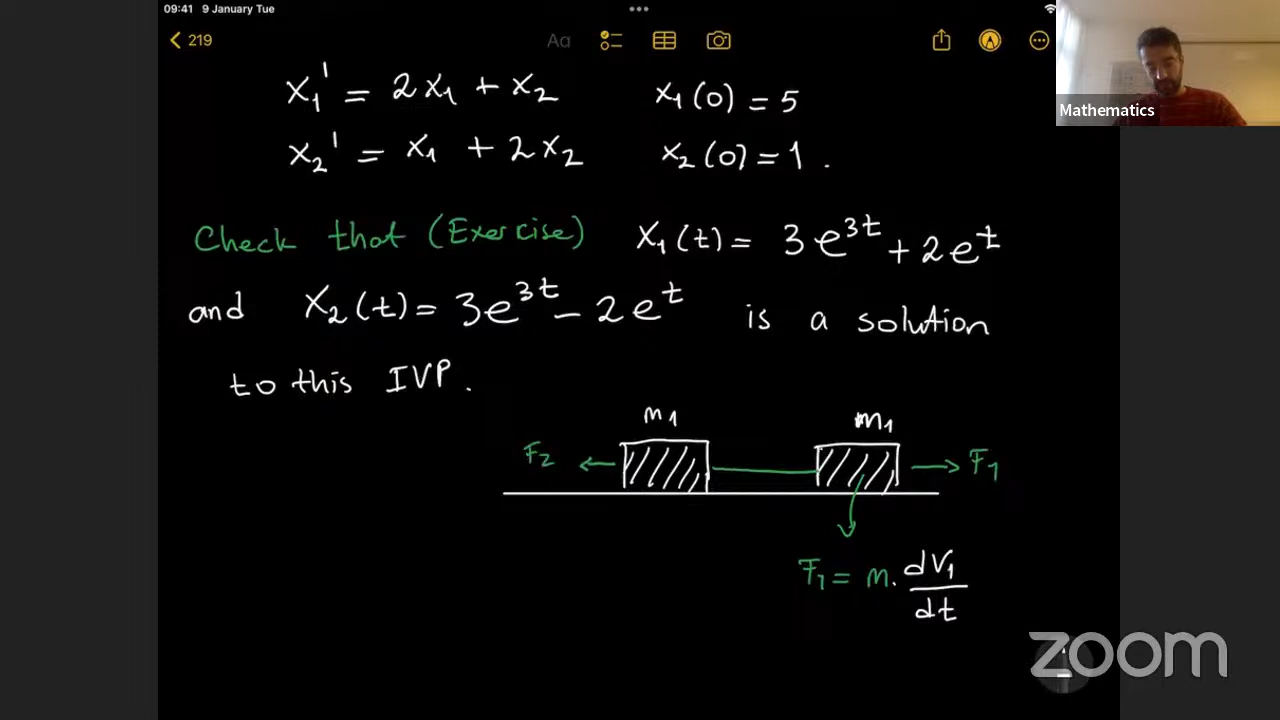 09:41 9 January Tue
219
Aa
Mathematics
x₁' = 2x₁ + x₂ x₁(0) = 5
x₂' = x₁ + 2x₂ x₂(0) = 1 .
Check that (Exercise) x₁(t) = 3e^{3t} + 2e^t
and x₂(t) = 3e^{3t} - 2e^t is a solution
to this IVP.
m₁ m₁
F₂ F₁
F₁ = m. dV₁/dt
zoom